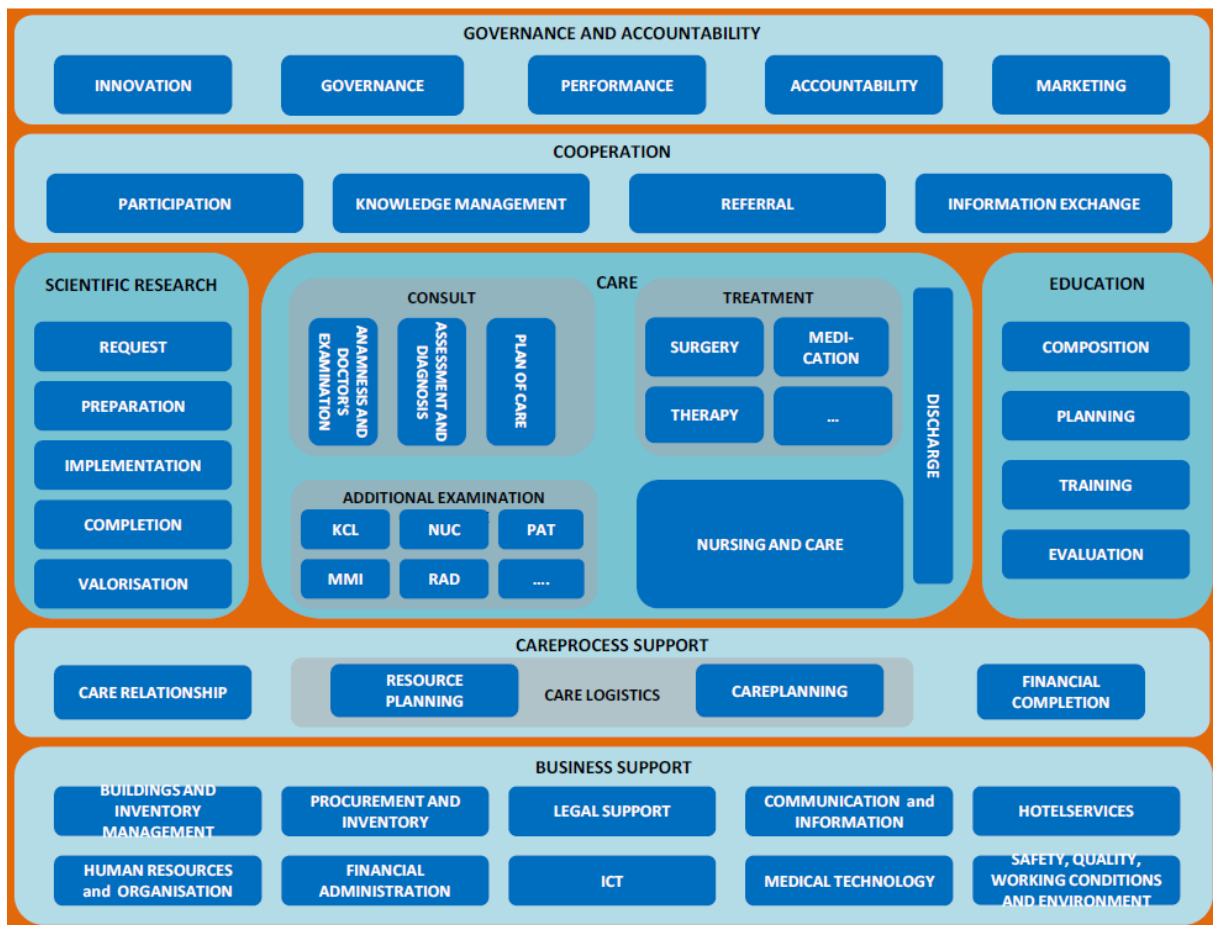 GOVERNANCE AND ACCOUNTABILITY
INNOVATION
GOVERNANCE
PERFORMANCE
ACCOUNTABILITY
MARKETING
COOPERATION
PARTICIPATION
KNOWLEDGE MANAGEMENT
REFERRAL
INFORMATION EXCHANGE
SCIENTIFIC RESEARCH
REQUEST
PREPARATION
IMPLEMENTATION
COMPLETION
VALORISATION
CARE
CONSULT
ANAMNESIS AND
DOCTOR'S
EXAMINATION
ASSESSMENT AND
DIAGNOSIS
PLAN OF CARE
TREATMENT
SURGERY
MEDI-
CATION
THERAPY
...
ADDITIONAL EXAMINATION
KCL
NUC
PAT
MMI
RAD
....
NURSING AND CARE
DISCHARGE
EDUCATION
COMPOSITION
PLANNING
TRAINING
EVALUATION
CAREPROCESS SUPPORT
CARE RELATIONSHIP
RESOURCE
PLANNING
CARE LOGISTICS
CAREPLANNING
FINANCIAL
COMPLETION
BUSINESS SUPPORT
BUILDINGS AND
INVENTORY
MANAGEMENT
PROCUREMENT AND
INVENTORY
LEGAL SUPPORT
COMMUNICATION and
INFORMATION
HOTELSERVICES
HUMAN RESOURCES
and ORGANISATION
FINANCIAL
ADMINISTRATION
ICT
MEDICAL TECHNOLOGY
SAFETY, QUALITY,
WORKING CONDITIONS
AND ENVIRONMENT